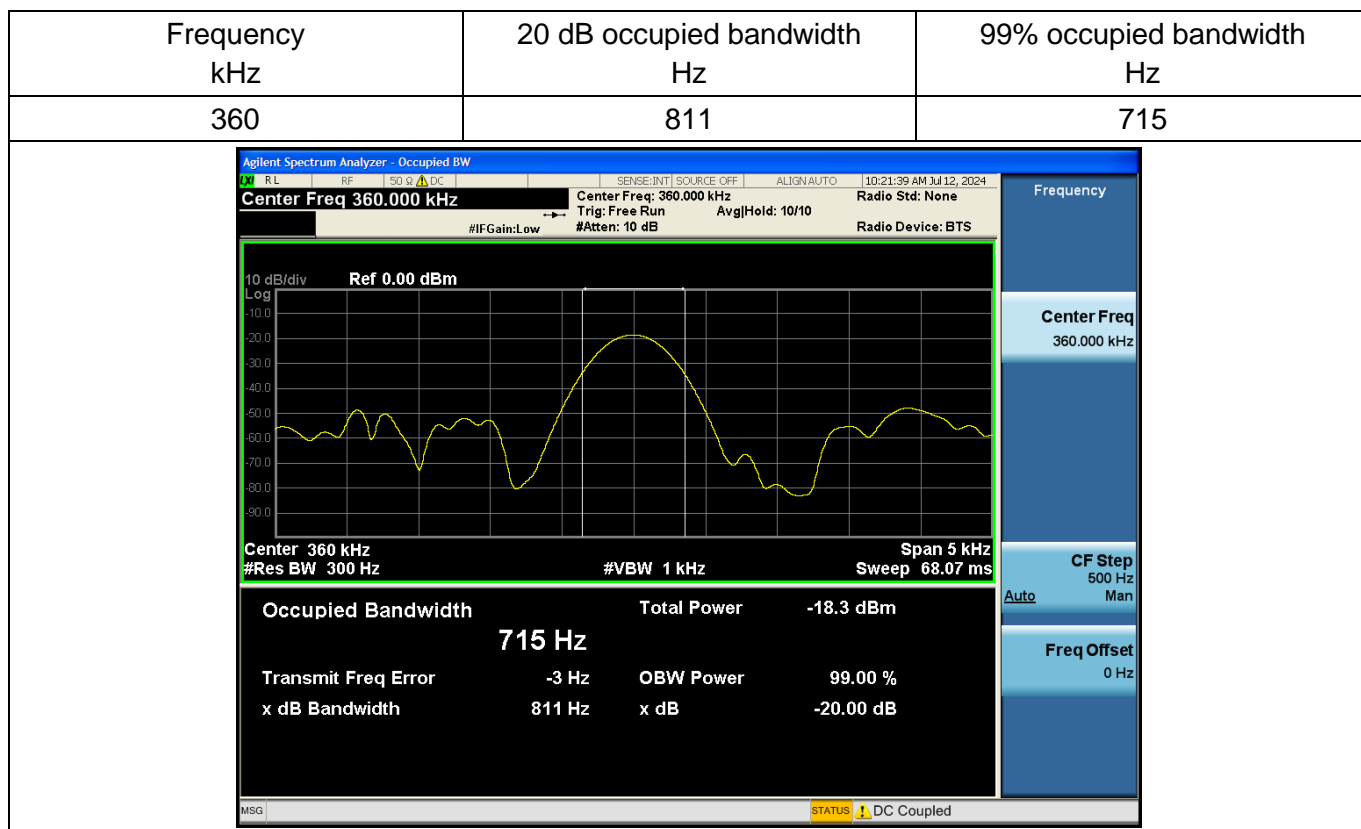 Frequency
kHz
20 dB occupied bandwidth
Hz
99% occupied bandwidth
Hz
360
811
715
Agilent Spectrum Analyzer - Occupied BW
LXI RL RF 50 Ω DC SENSE:INT SOURCE OFF ALIGN AUTO 10:21:39 AM Jul 12, 2024
Center Freq 360.000 kHz
Center Freq: 360.000 kHz
Radio Std: None
Trig: Free Run
Avg|Hold: 10/10
#IFGain:Low
#Atten: 10 dB
Radio Device: BTS
10 dB/div
Ref 0.00 dBm
Log
-10.0
-20.0
-30.0
-40.0
-50.0
-60.0
-70.0
-80.0
-90.0
Center 360 kHz
Span 5 kHz
#Res BW 300 Hz
#VBW 1 kHz
Sweep 68.07 ms
Occupied Bandwidth
Total Power
-18.3 dBm
715 Hz
Transmit Freq Error
-3 Hz
OBW Power
99.00 %
x dB Bandwidth
811 Hz
x dB
-20.00 dB
MSG
STATUS
DC Coupled
Frequency
Center Freq
360.000 kHz
CF Step
500 Hz
Auto Man
Freq Offset
0 Hz